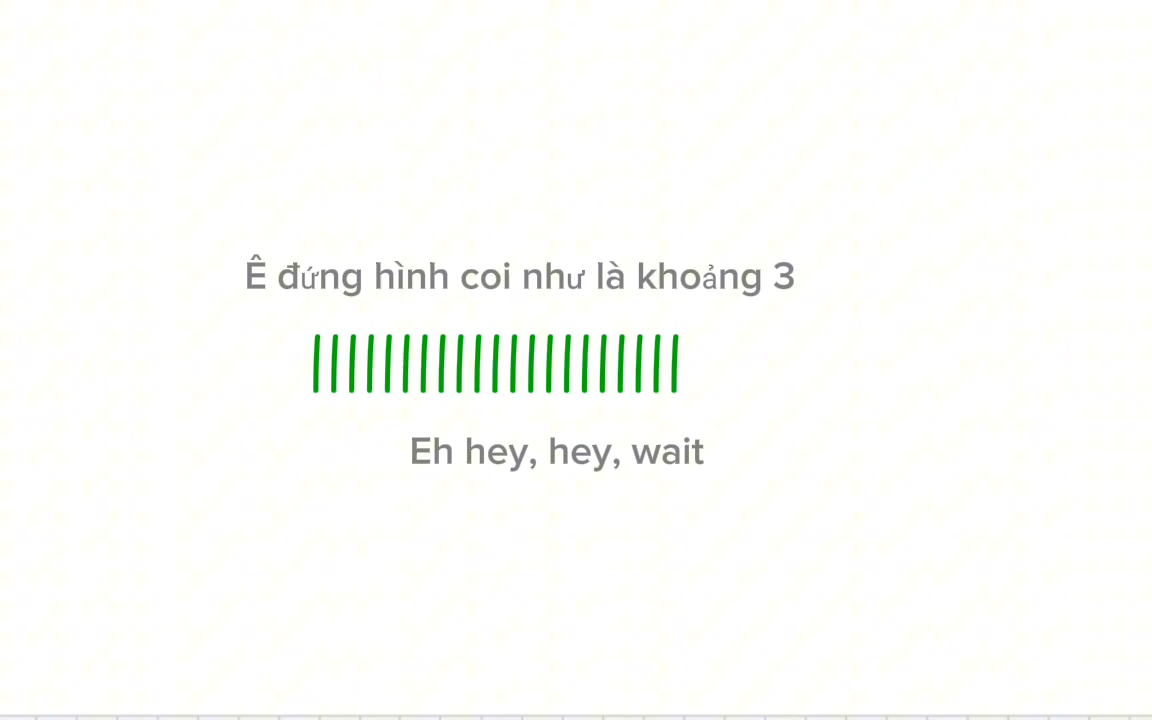 Ê đứng hình coi như là khoảng 3
Eh hey, hey, wait